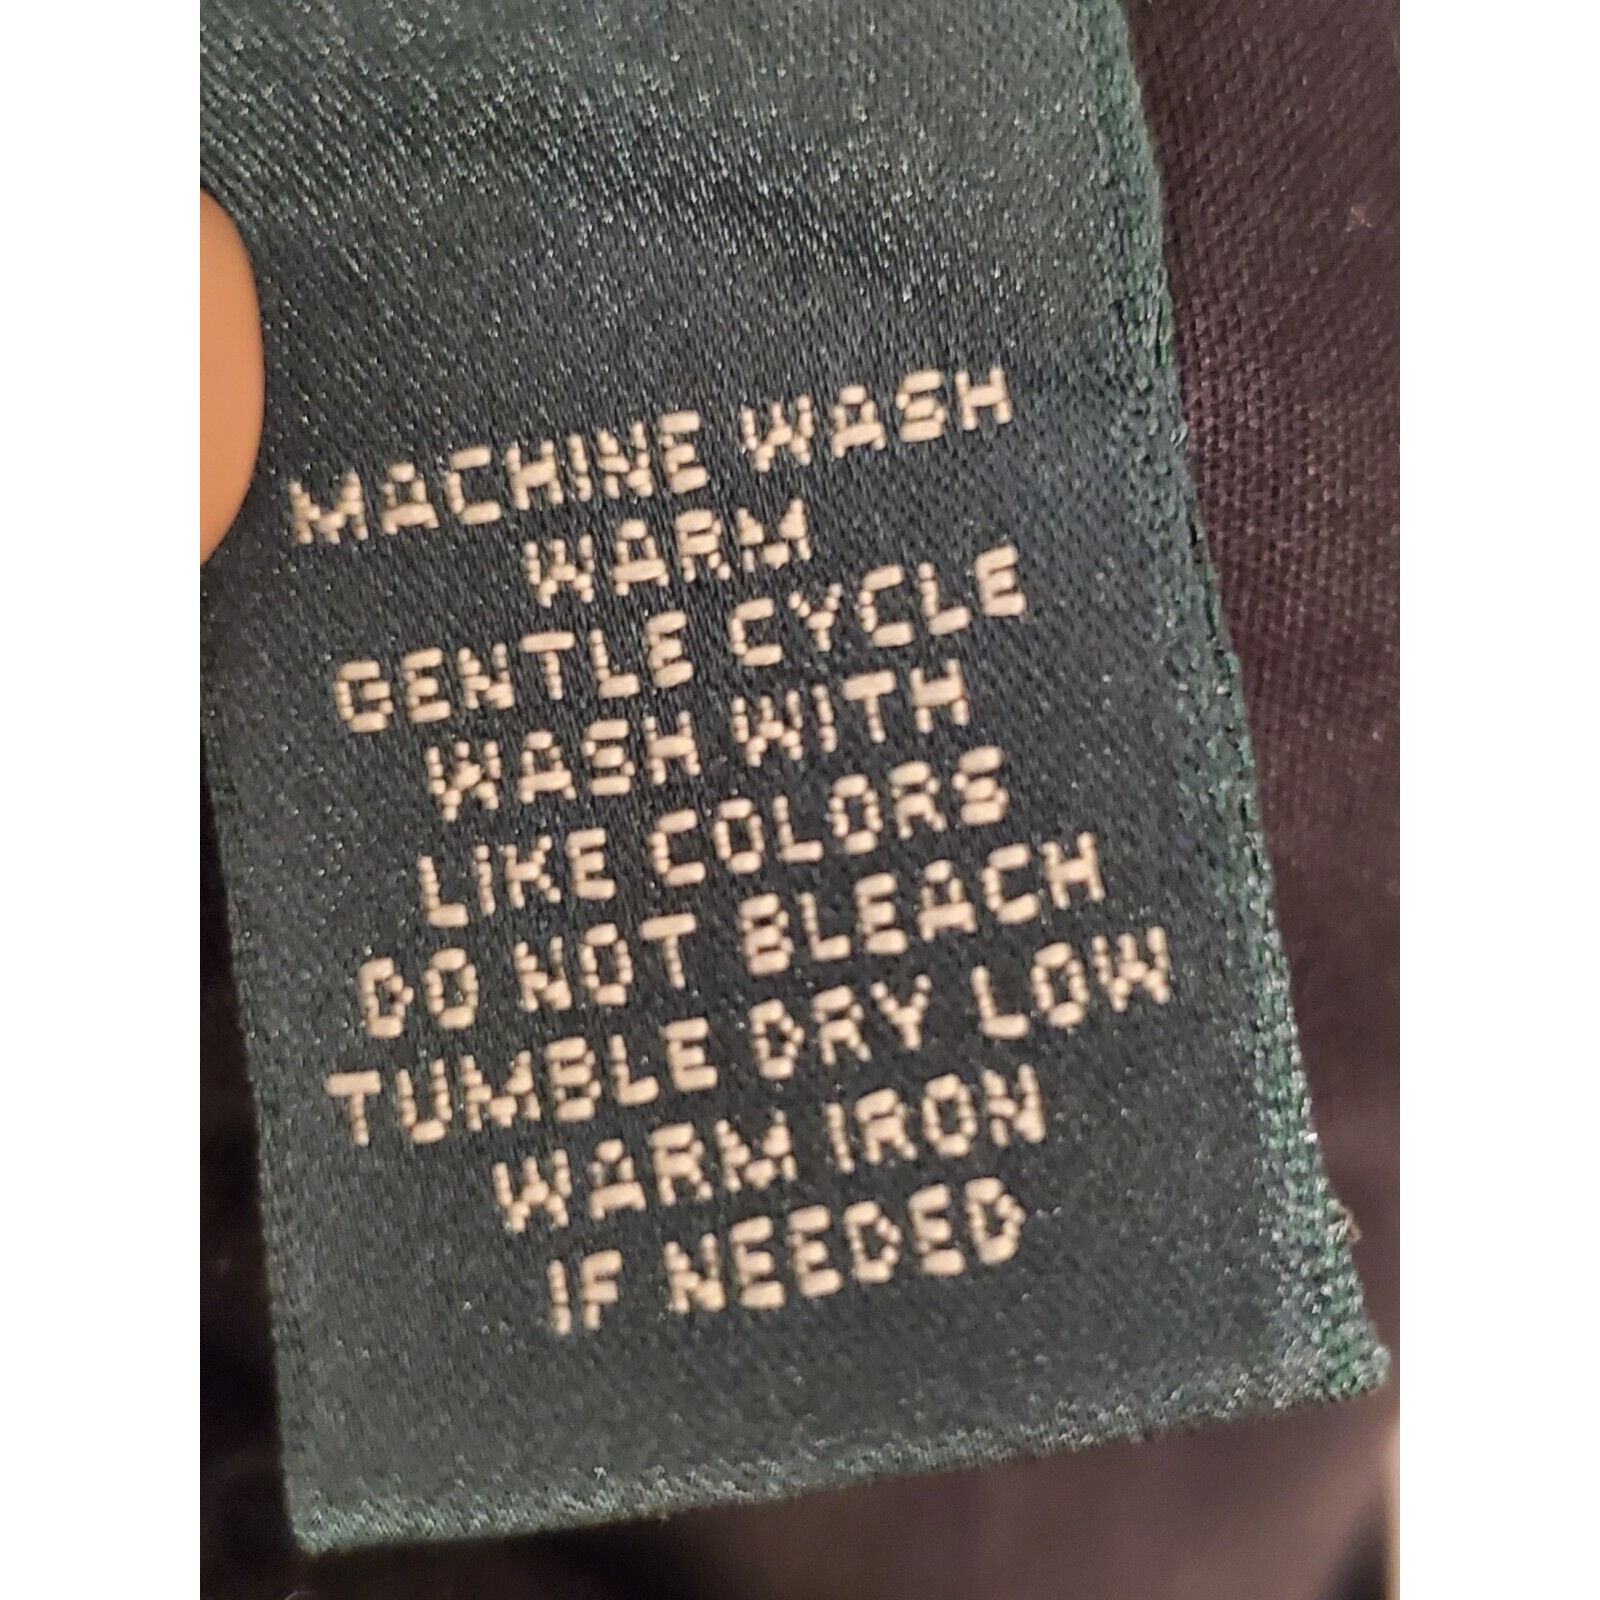 MACHINE WASH
WARM
GENTLE CYCLE
WASH WITH
LIKE COLORS
DO NOT BLEACH
TUMBLE DRY LOW
WARM IRON
IF NEEDED